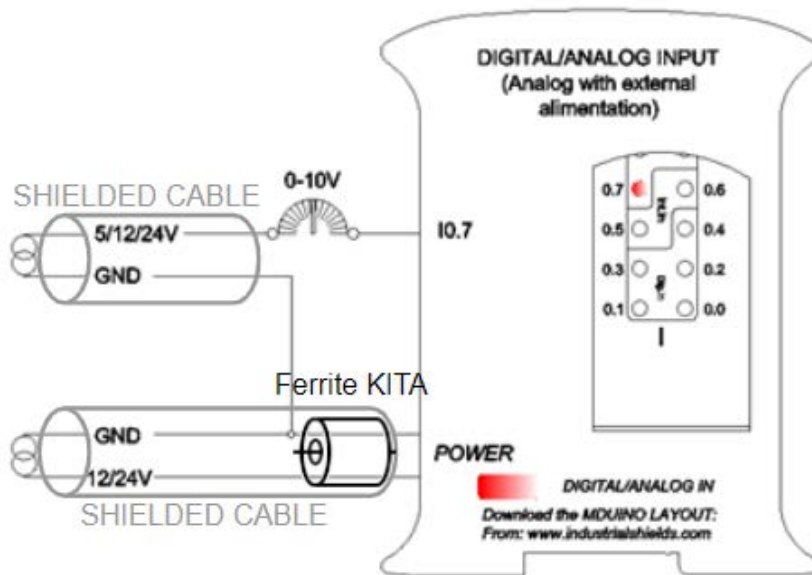 DIGITAL/ANALOG INPUT
(Analog with external
alimentation)
SHIELDED CABLE
0-10V
5/12/24V
GND
I0.7
0.7
0.6
0.5
0.4
0.3
0.2
0.1
0.0
I
Ferrite KITA
GND
12/24V
SHIELDED CABLE
POWER
DIGITAL/ANALOG IN
Download the MDUINO LAYOUT:
From: www.industrialshields.com